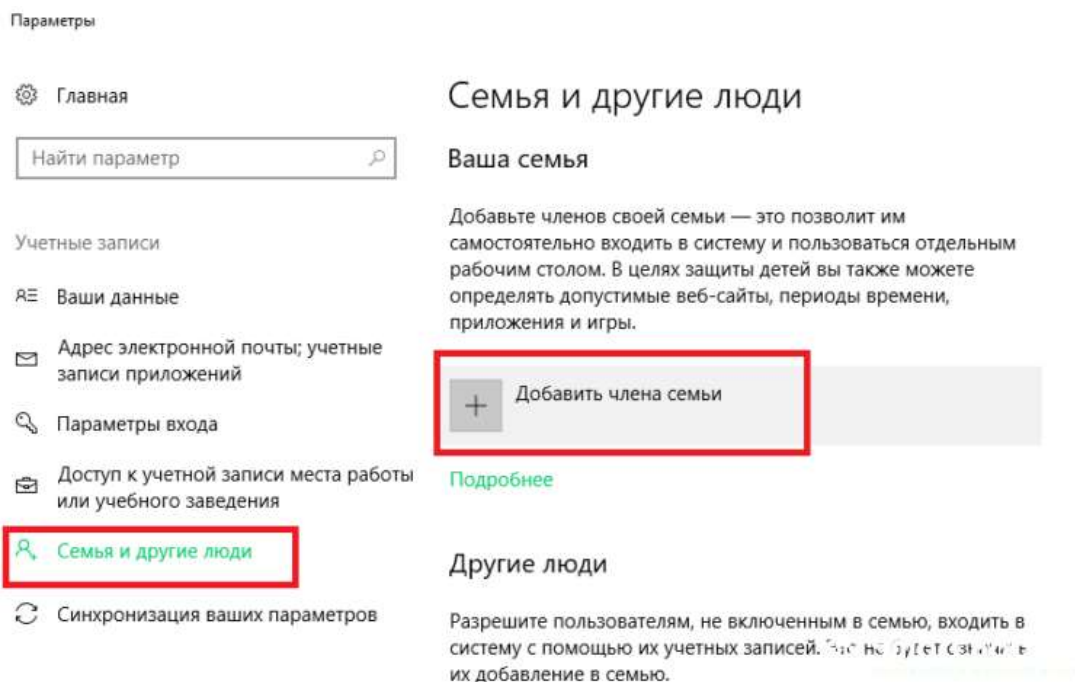 Параметры
Главная
Найти параметр
Учетные записи
Ваши данные
Адрес электронной почты; учетные
записи приложений
Параметры входа
Доступ к учетной записи места работы
или учебного заведения
Семья и другие люди
Синхронизация ваших параметров
Семья и другие люди
Ваша семья
Добавьте членов своей семьи — это позволит им
самостоятельно входить в систему и пользоваться отдельным
рабочим столом. В целях защиты детей вы также можете
определять допустимые веб-сайты, периоды времени,
приложения и игры.
Добавить члена семьи
Подробнее
Другие люди
Разрешите пользователям, не включенным в семью, входить в
систему с помощью их учетных записей. не будет
их добавление в семью.